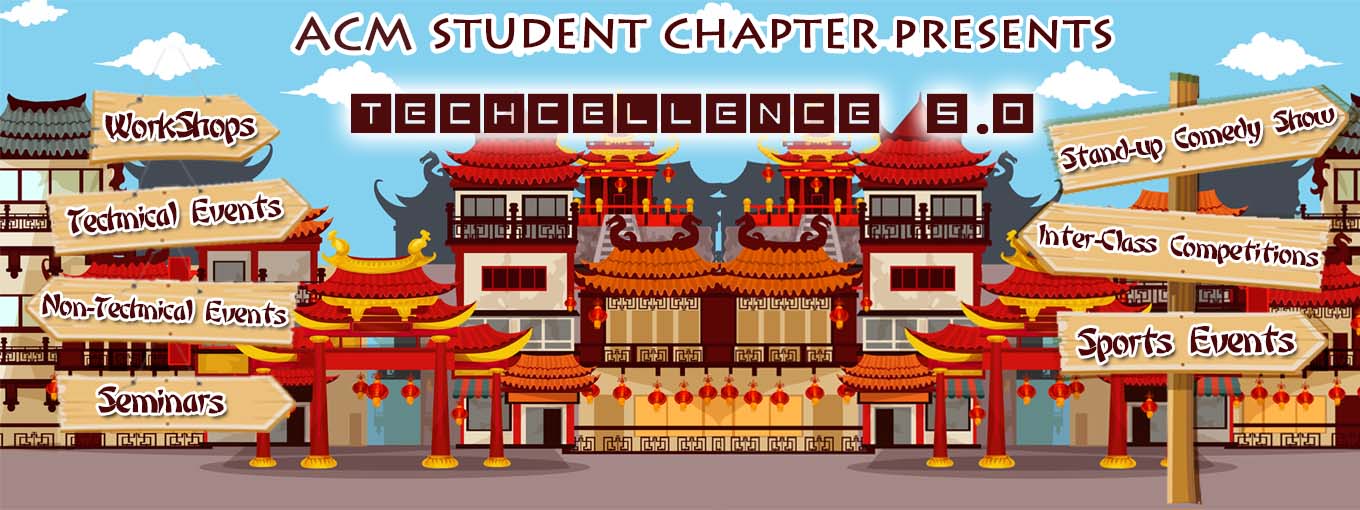 ACM STUDENT CHAPTER PRESENTS
TECHCELLENCE 5.0
WorkShops
Technical Events
Non-Technical Events
Seminars
Stand-up Comedy Show
Inter-Class Competitions
Sports Events